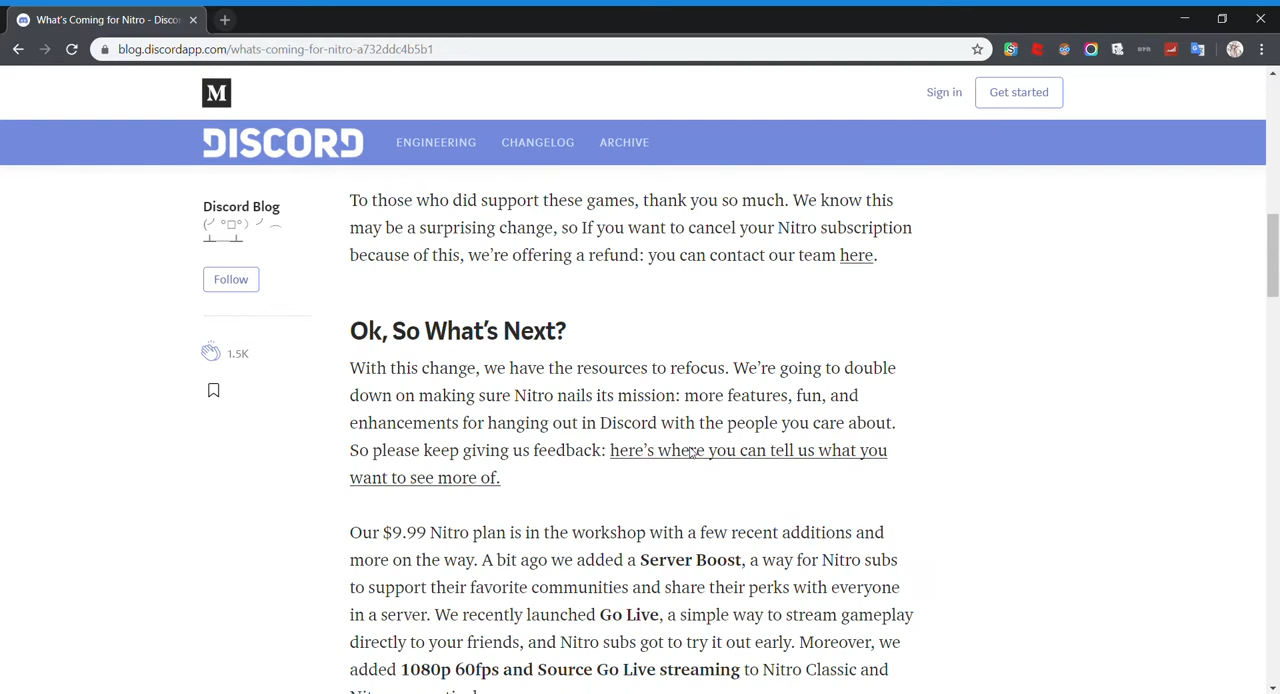 What's Coming for Nitro - Discor
blog.discordapp.com/whats-coming-for-nitro-a732ddc4b5b1
M
Sign in
Get started
DISCORD
ENGINEERING
CHANGELOG
ARCHIVE
To those who did support these games, thank you so much. We know this
may be a surprising change, so If you want to cancel your Nitro subscription
because of this, we're offering a refund: you can contact our team here.
Discord Blog
(╯°□°）╯︵
┻━┻
Follow
1.5K
Ok, So What's Next?
With this change, we have the resources to refocus. We're going to double
down on making sure Nitro nails its mission: more features, fun, and
enhancements for hanging out in Discord with the people you care about.
So please keep giving us feedback: here's where you can tell us what you
want to see more of.
Our $9.99 Nitro plan is in the workshop with a few recent additions and
more on the way. A bit ago we added a Server Boost, a way for Nitro subs
to support their favorite communities and share their perks with everyone
in a server. We recently launched Go Live, a simple way to stream gameplay
directly to your friends, and Nitro subs got to try it out early. Moreover, we
added 1080p 60fps and Source Go Live streaming to Nitro Classic and